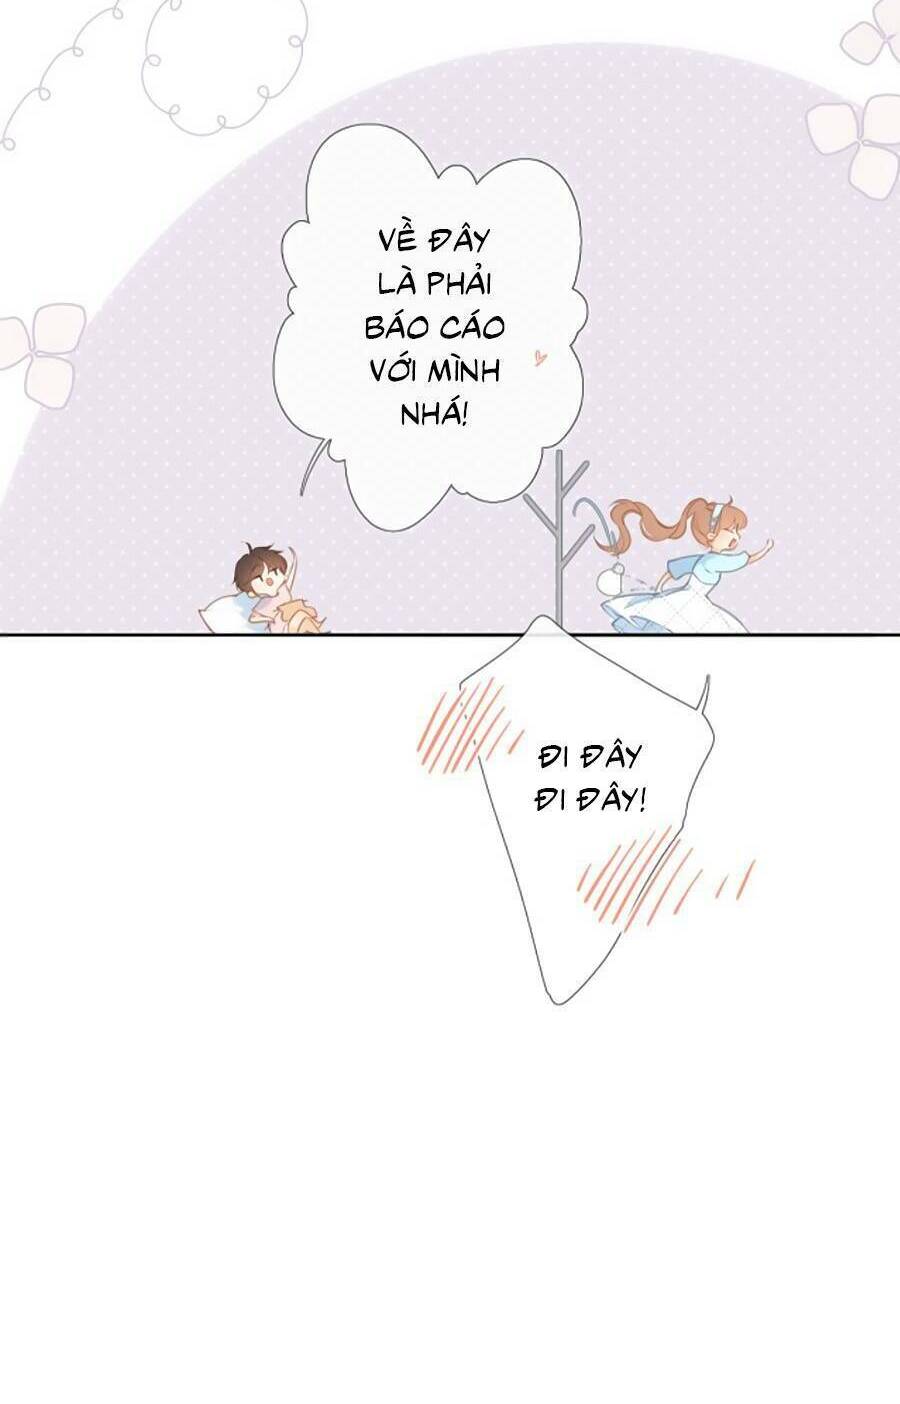 VỀ ĐÂY
LÀ PHẢI
BÁO CÁO
VỚI MÌNH
NHÁ!
ĐI ĐÂY
ĐI ĐÂY!